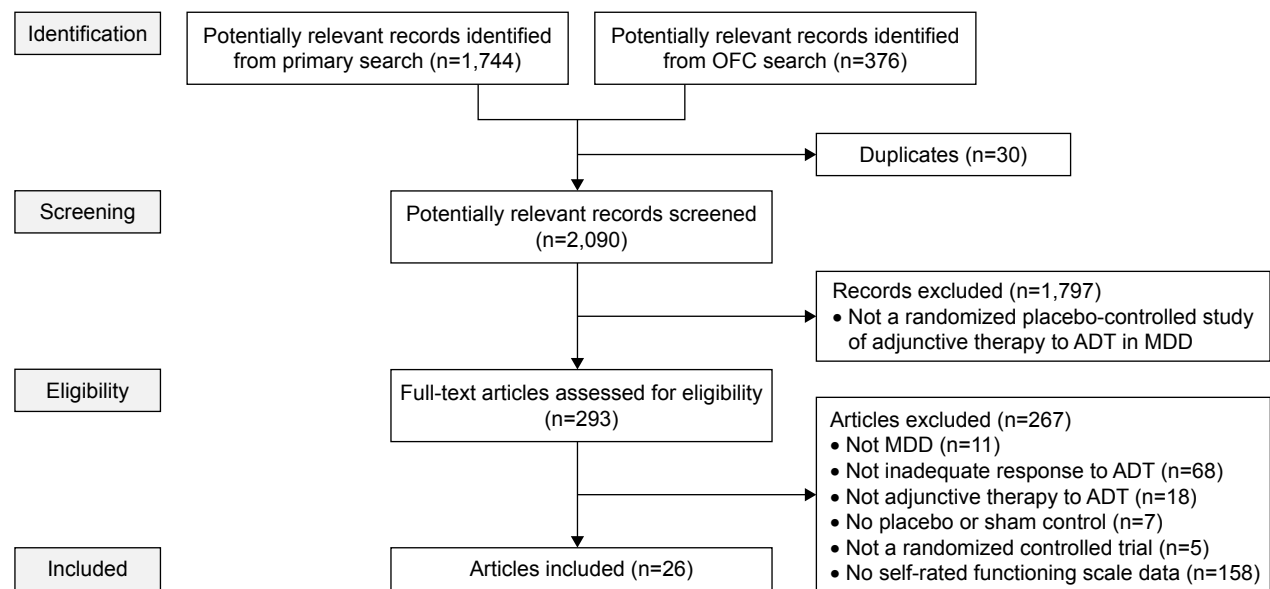 Identification
Potentially relevant records identified
from primary search (n=1,744)
Potentially relevant records identified
from OFC search (n=376)
Duplicates (n=30)
Screening
Potentially relevant records screened
(n=2,090)
Records excluded (n=1,797)
• Not a randomized placebo-controlled study
of adjunctive therapy to ADT in MDD
Eligibility
Full-text articles assessed for eligibility
(n=293)
Articles excluded (n=267)
• Not MDD (n=11)
• Not inadequate response to ADT (n=68)
• Not adjunctive therapy to ADT (n=18)
• No placebo or sham control (n=7)
• Not a randomized controlled trial (n=5)
• No self-rated functioning scale data (n=158)
Included
Articles included (n=26)